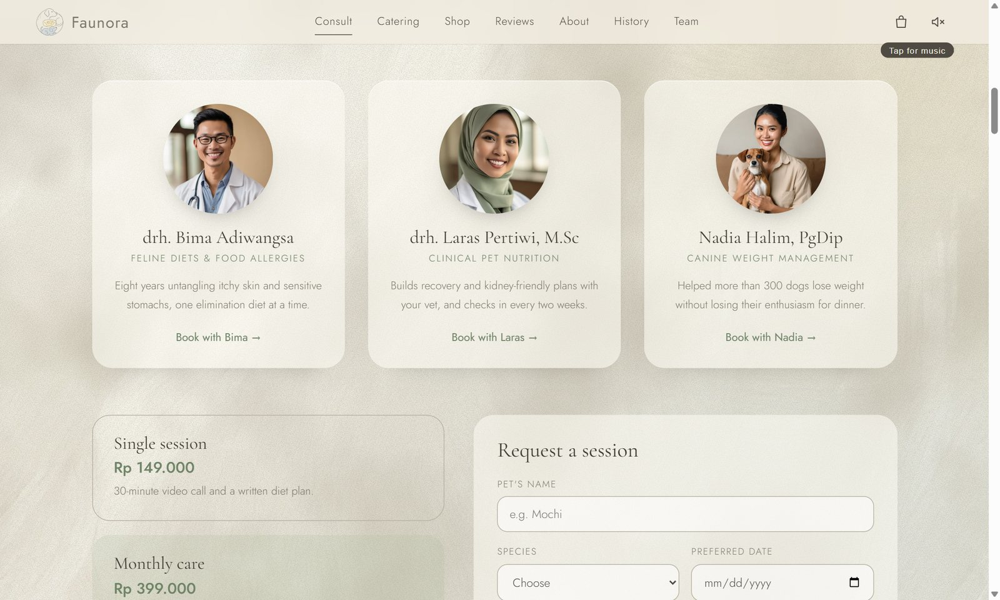 Faunora
Consult Catering Shop Reviews About History Team
Tap for music
drh. Bima Adiwangsa
FELINE DIETS & FOOD ALLERGIES
Eight years untangling itchy skin and sensitive
stomachs, one elimination diet at a time.
Book with Bima →
drh. Laras Pertiwi, M.Sc
CLINICAL PET NUTRITION
Builds recovery and kidney-friendly plans with
your vet, and checks in every two weeks.
Book with Laras →
Nadia Halim, PgDip
CANINE WEIGHT MANAGEMENT
Helped more than 300 dogs lose weight
without losing their enthusiasm for dinner.
Book with Nadia →
Single session
Rp 149.000
30-minute video call and a written diet plan.
Monthly care
Rp 399.000
Request a session
PET'S NAME
e.g. Mochi
SPECIES
Choose
PREFERRED DATE
mm/dd/yyyy